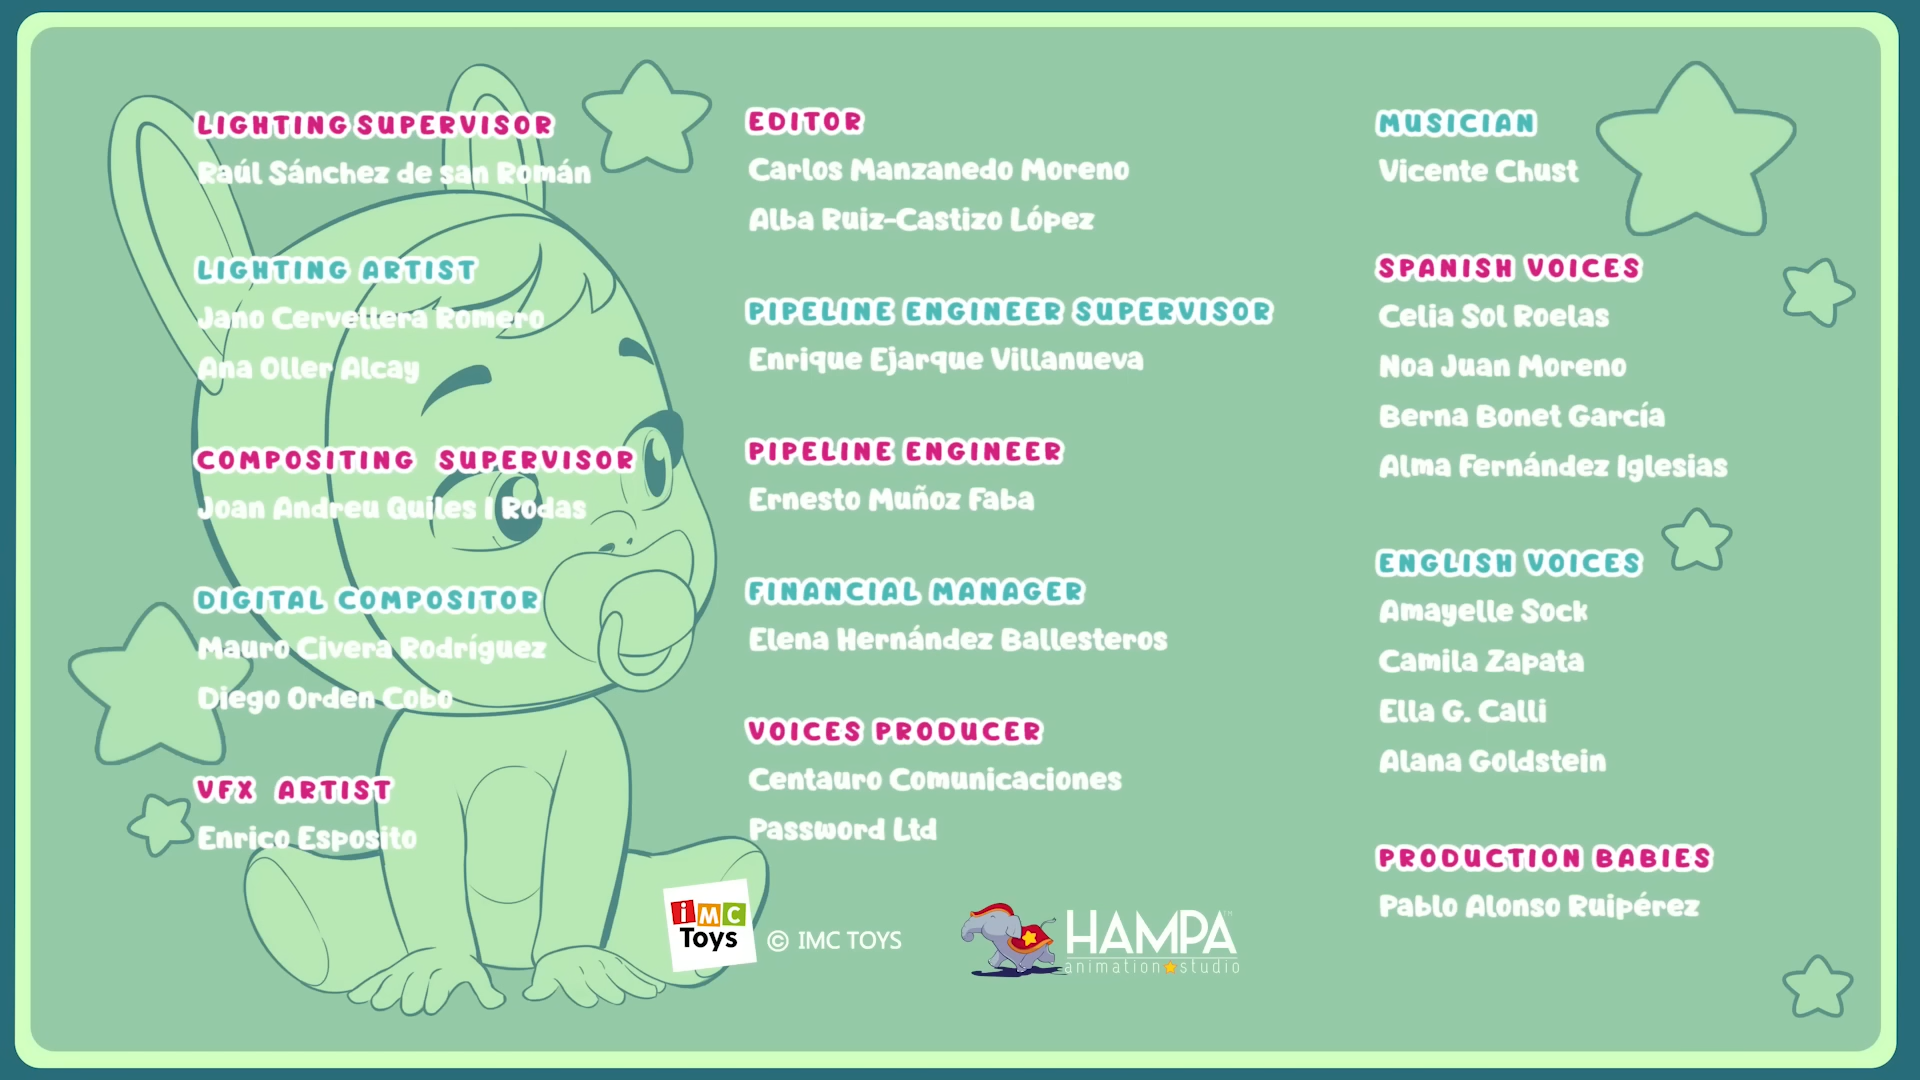 LIGHTING SUPERVISOR
Raúl Sánchez de san Román
LIGHTING ARTIST
Jano Cervellera Romero
Ana Oller Alcay
COMPOSITING SUPERVISOR
Joan Andreu Quiles I Rodas
DIGITAL COMPOSITOR
Mauro Civera Rodríguez
Diego Orden Cobo
VFX ARTIST
Enrico Esposito
EDITOR
Carlos Manzanedo Moreno
Alba Ruiz-Castizo López
PIPELINE ENGINEER SUPERVISOR
Enrique Ejarque Villanueva
PIPELINE ENGINEER
Ernesto Muñoz Faba
FINANCIAL MANAGER
Elena Hernández Ballesteros
VOICES PRODUCER
Centauro Comunicaciones
Password Ltd
MUSICIAN
Vicente Chust
SPANISH VOICES
Celia Sol Roelas
Noa Juan Moreno
Berna Bonet García
Alma Fernández Iglesias
ENGLISH VOICES
Amayelle Sock
Camila Zapata
Ella G. Calli
Alana Goldstein
PRODUCTION BABIES
Pablo Alonso Ruipérez
iMC
Toys
© IMC TOYS
HAMPA™
animation studio